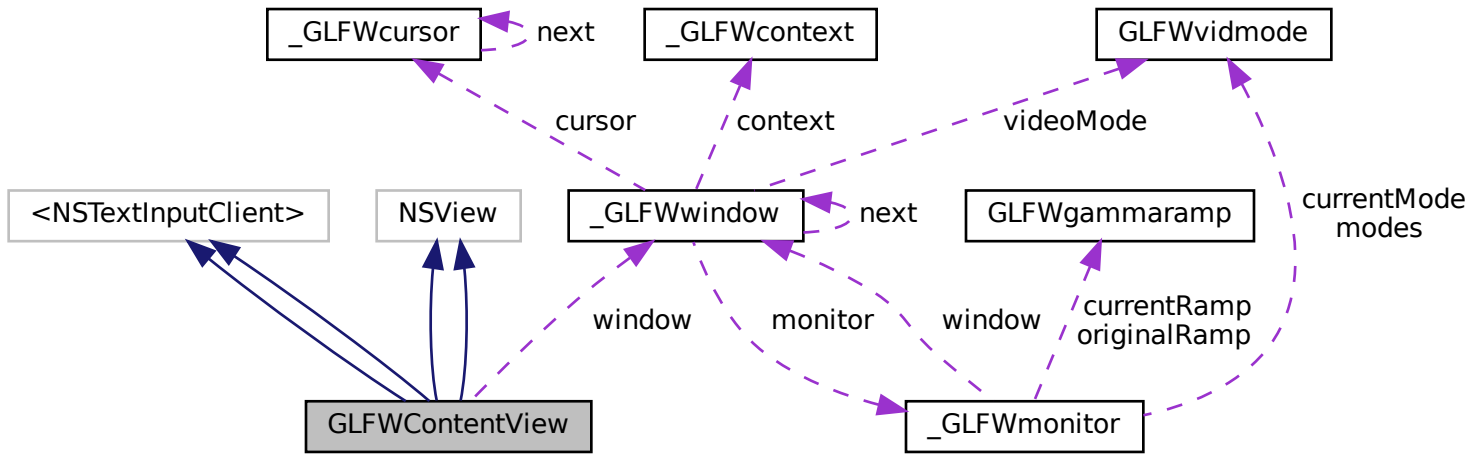 _GLFWcursor
next
_GLFWcontext
GLFWvidmode
cursor
context
videoMode
<NSTextInputClient>
NSView
_GLFWwindow
next
GLFWgammaramp
currentMode
modes
window
monitor
window
currentRamp
originalRamp
GLFWContentView
_GLFWmonitor